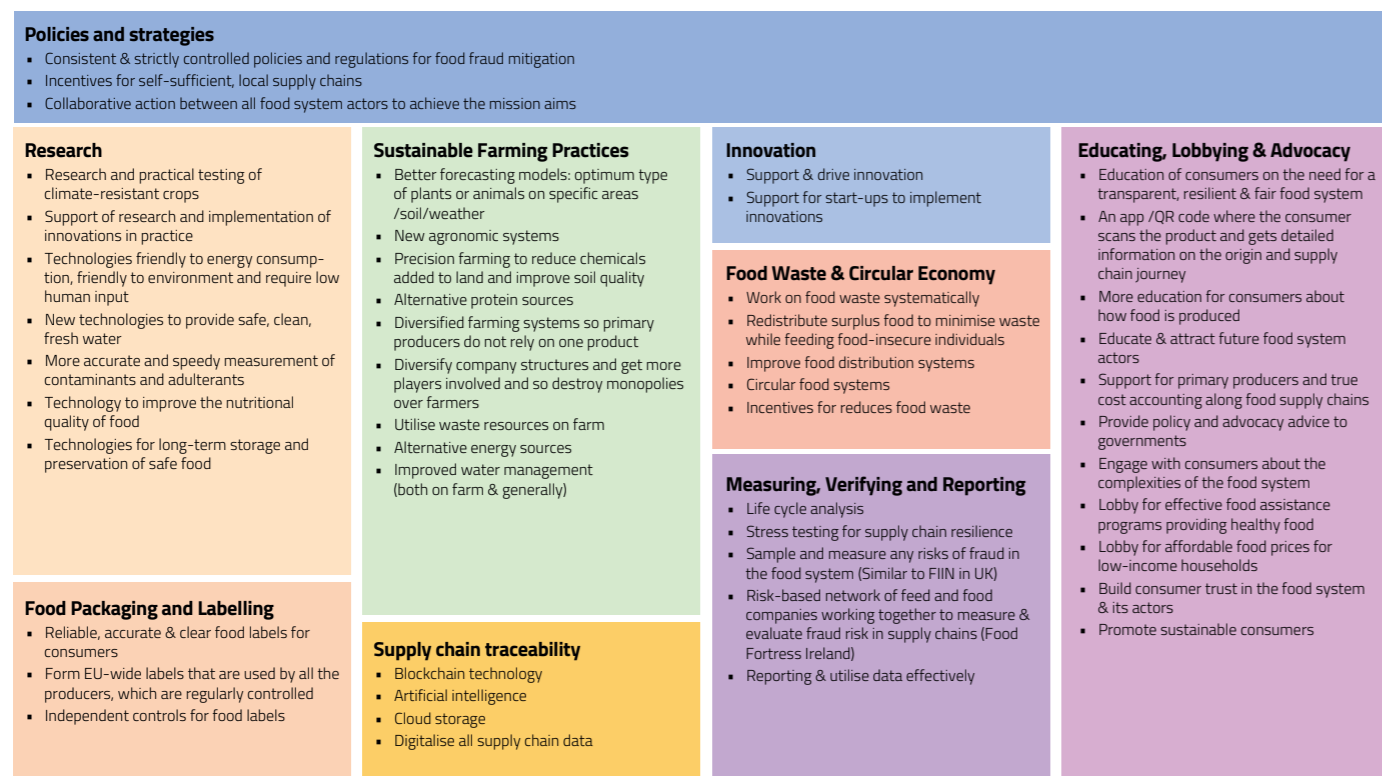 Policies and strategies
▪ Consistent & strictly controlled policies and regulations for food fraud mitigation
▪ Incentives for self-sufficient, local supply chains
▪ Collaborative action between all food system actors to achieve the mission aims
Research
▪ Research and practical testing of
climate-resistant crops
▪ Support of research and implementation of
innovations in practice
▪ Technologies friendly to energy consump-
tion, friendly to environment and require low
human input
▪ New technologies to provide safe, clean,
fresh water
▪ More accurate and speedy measurement of
contaminants and adulterants
▪ Technology to improve the nutritional
quality of food
▪ Technologies for long-term storage and
preservation of safe food
Food Packaging and Labelling
▪ Reliable, accurate & clear food labels for
consumers
▪ Form EU-wide labels that are used by all the
producers, which are regularly controlled
▪ Independent controls for food labels
Sustainable Farming Practices
▪ Better forecasting models: optimum type
of plants or animals on specific areas
/soil/weather
▪ New agronomic systems
▪ Precision farming to reduce chemicals
added to land and improve soil quality
▪ Alternative protein sources
▪ Diversified farming systems so primary
producers do not rely on one product
▪ Diversify company structures and get more
players involved and so destroy monopolies
over farmers
▪ Utilise waste resources on farm
▪ Alternative energy sources
▪ Improved water management
(both on farm & generally)
Supply chain traceability
▪ Blockchain technology
▪ Artificial intelligence
▪ Cloud storage
▪ Digitalise all supply chain data
Innovation
▪ Support & drive innovation
▪ Support for start-ups to implement
innovations
Food Waste & Circular Economy
▪ Work on food waste systematically
▪ Redistribute surplus food to minimise waste
while feeding food-insecure individuals
▪ Improve food distribution systems
▪ Circular food systems
▪ Incentives for reduces food waste
Measuring, Verifying and Reporting
▪ Life cycle analysis
▪ Stress testing for supply chain resilience
▪ Sample and measure any risks of fraud in
the food system (Similar to FIIN in UK)
▪ Risk-based network of feed and food
companies working together to measure &
evaluate fraud risk in supply chains (Food
Fortress Ireland)
▪ Reporting & utilise data effectively
Educating, Lobbying & Advocacy
▪ Education of consumers on the need for a
transparent, resilient & fair food system
▪ An app /QR code where the consumer
scans the product and gets detailed
information on the origin and supply
chain journey
▪ More education for consumers about
how food is produced
▪ Educate & attract future food system
actors
▪ Support for primary producers and true
cost accounting along food supply chains
▪ Provide policy and advocacy advice to
governments
▪ Engage with consumers about the
complexities of the food system
▪ Lobby for effective food assistance
programs providing healthy food
▪ Lobby for affordable food prices for
low-income households
▪ Build consumer trust in the food system
& its actors
▪ Promote sustainable consumers